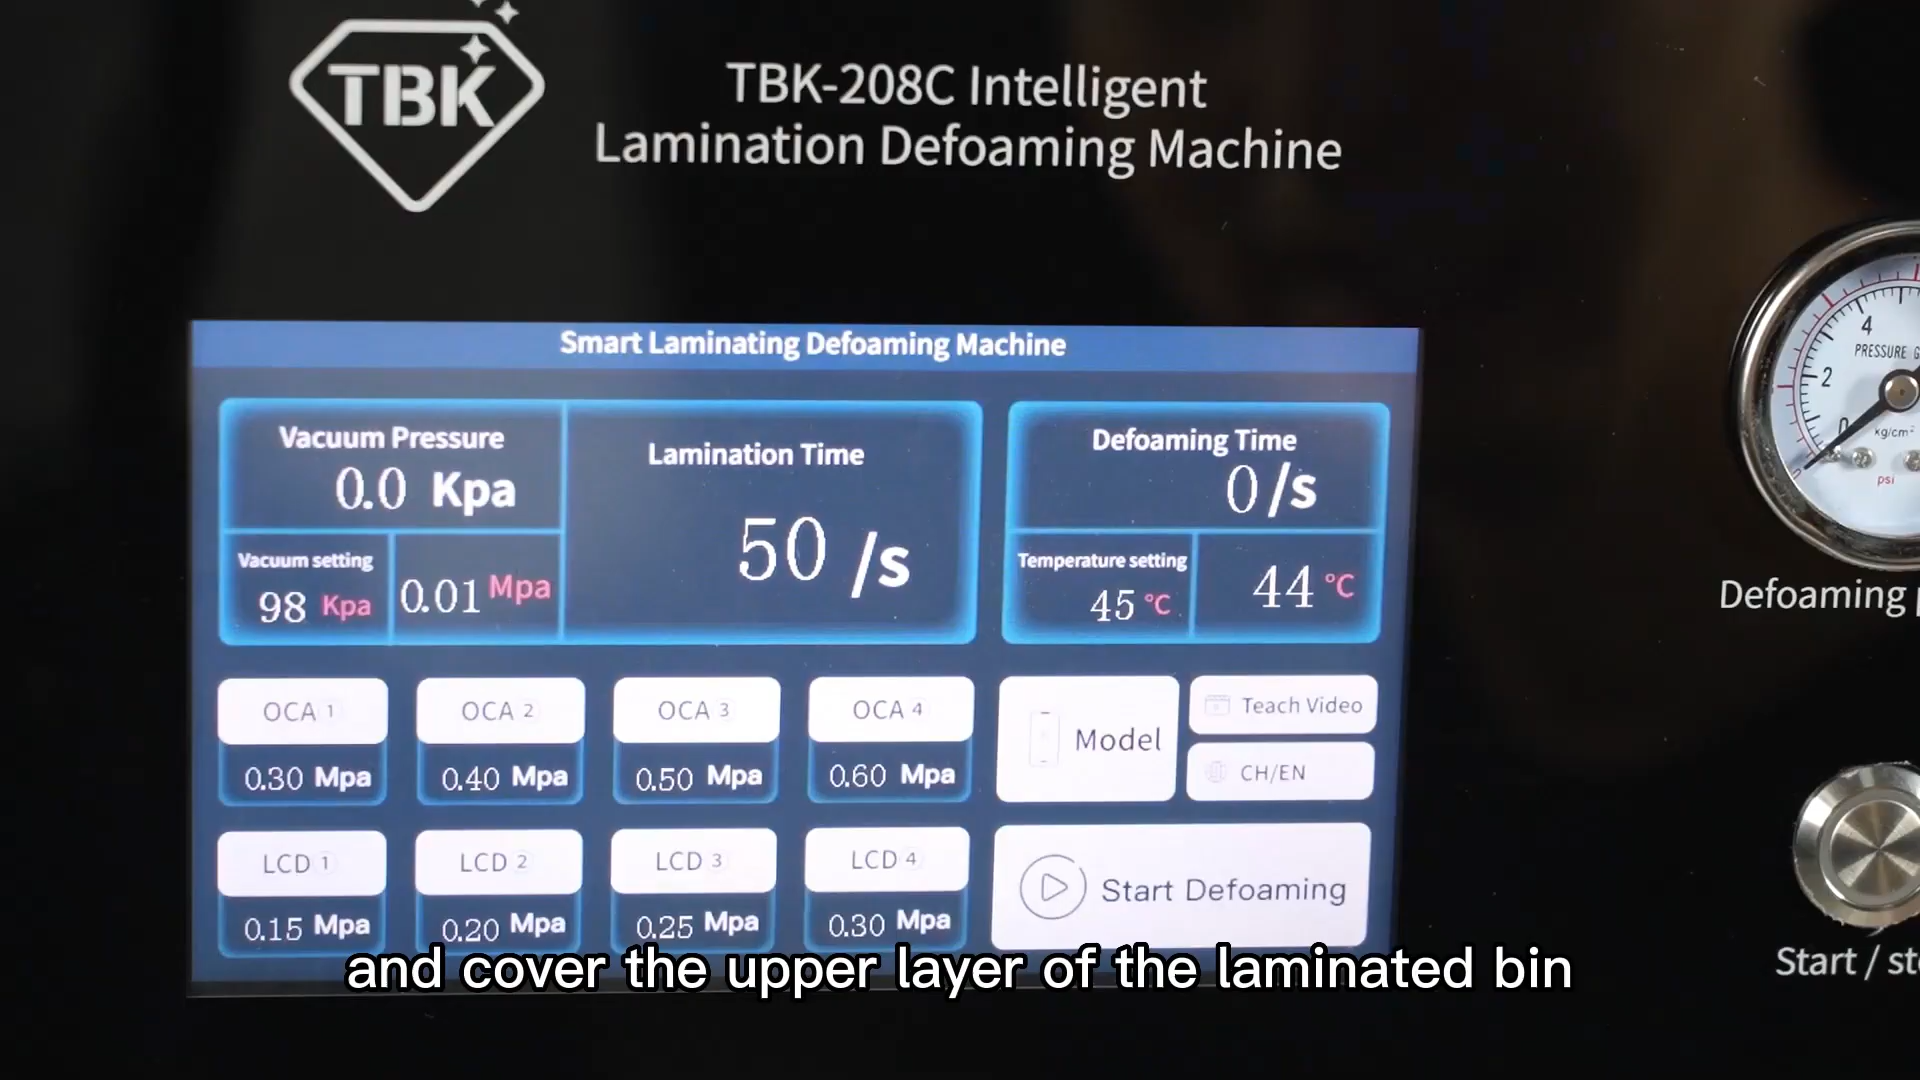 TBK
TBK-208C Intelligent
Lamination Defoaming Machine
Smart Laminating Defoaming Machine
Vacuum Pressure
0.0 Kpa
Vacuum setting
98 Kpa
0.01 Mpa
Lamination Time
50 /s
Defoaming Time
0 /s
Temperature setting
45 °C
44 °C
OCA 1
OCA 2
OCA 3
OCA 4
0.30 Mpa
0.40 Mpa
0.50 Mpa
0.60 Mpa
Model
Teach Video
CH/EN
LCD 1
LCD 2
LCD 3
LCD 4
0.15 Mpa
0.20 Mpa
0.25 Mpa
0.30 Mpa
Start Defoaming
4
PRESSURE
2
0
kg/cm²
psi
Defoaming
Start /
and cover the upper layer of the laminated bin